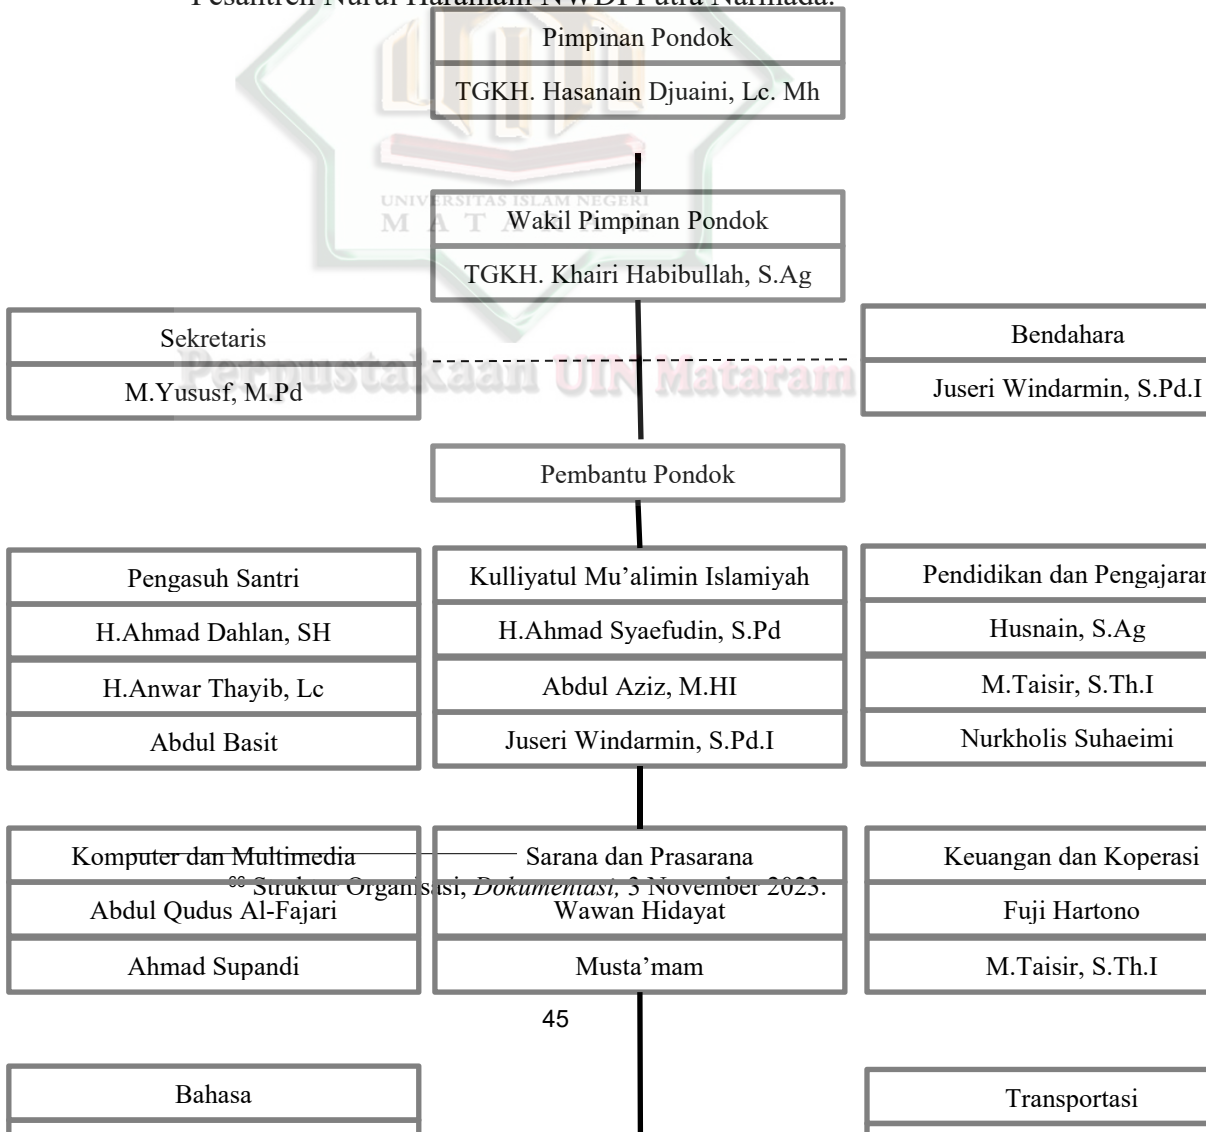 Pesantren Nurul Haramain NWDI Putra Narmada.
Pimpinan Pondok
TGKH. Hasanain Djuaini, Lc. Mh
UNIVERSITAS ISLAM NEGERI
MATARAM
Wakil Pimpinan Pondok
TGKH. Khairi Habibullah, S.Ag
Sekretaris
M.Yususf, M.Pd
Bendahara
Juseri Windarmin, S.Pd.I
Perpustakaan UIN Mataram
Pembantu Pondok
Pengasuh Santri
H.Ahmad Dahlan, SH
H.Anwar Thayib, Lc
Abdul Basit
Kulliyatul Mu’alimin Islamiyah
H.Ahmad Syaefudin, S.Pd
Abdul Aziz, M.HI
Juseri Windarmin, S.Pd.I
Pendidikan dan Pengajaran
Husnain, S.Ag
M.Taisir, S.Th.I
Nurkholis Suhaeimi
Komputer dan Multimedia
Abdul Qudus Al-Fajari
Ahmad Supandi
Sarana dan Prasarana
Wawan Hidayat
Musta’mam
Keuangan dan Koperasi
Fuji Hartono
M.Taisir, S.Th.I
Struktur Organisasi, Dokumentasi, 3 November 2023.
45
Bahasa
Transportasi